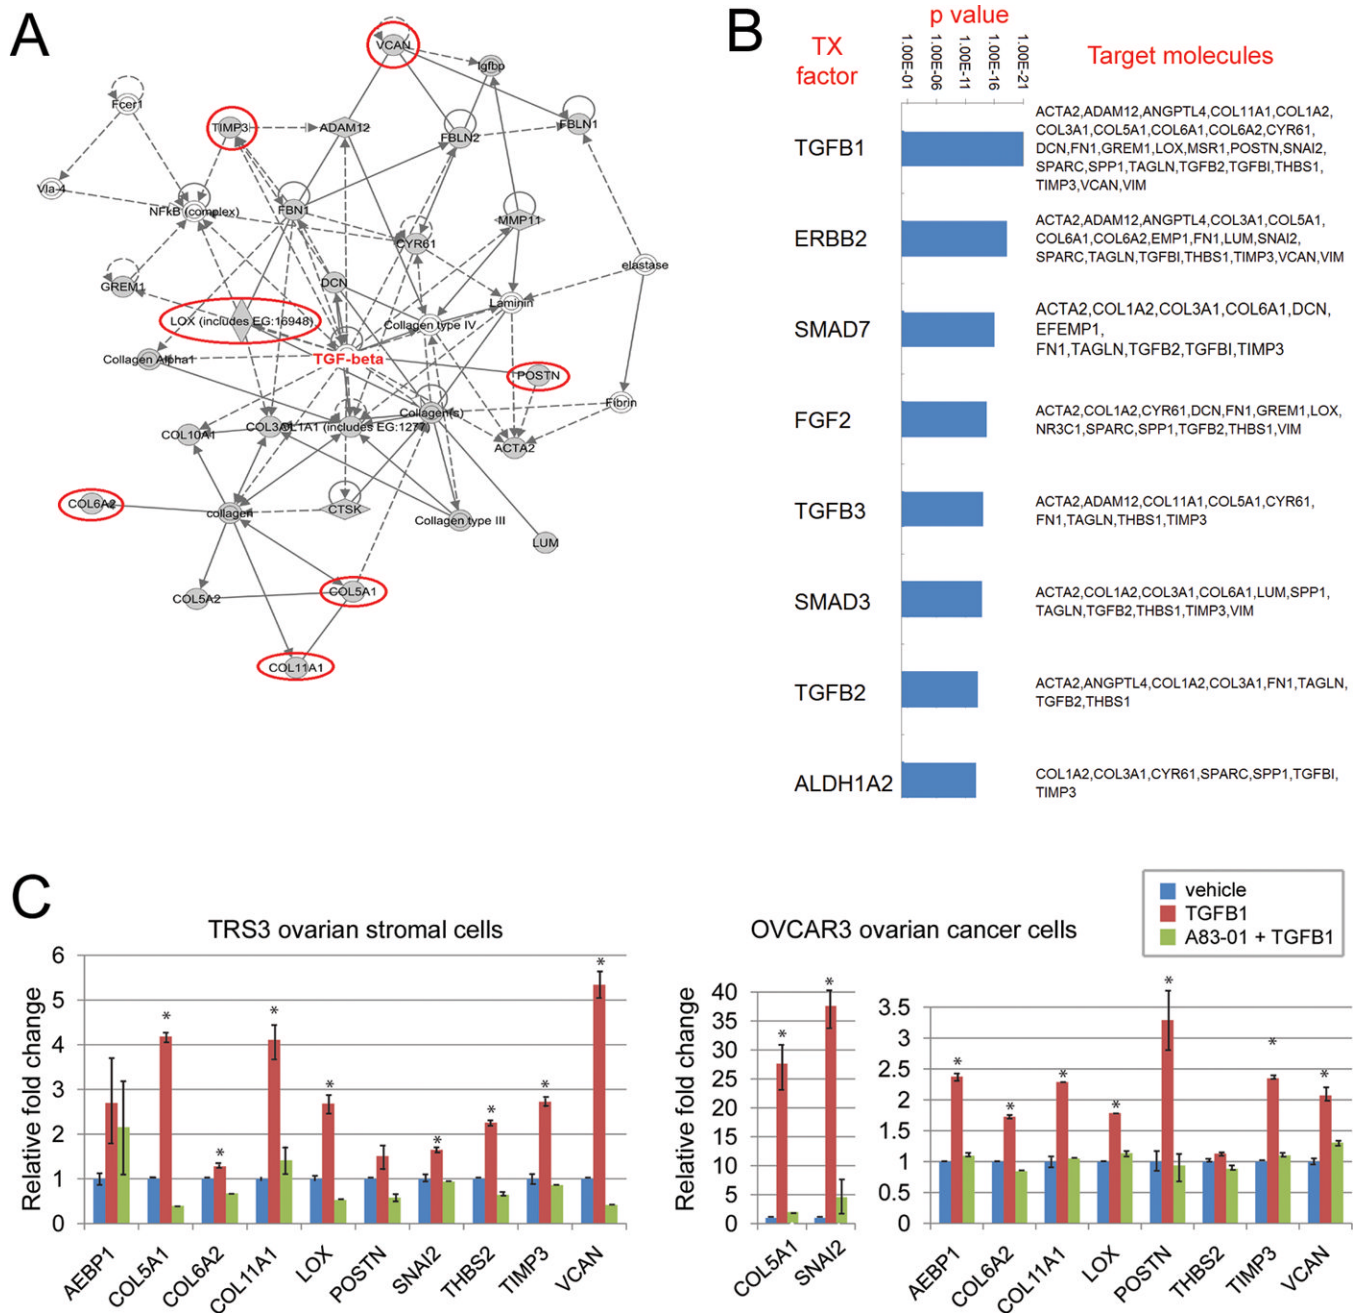 A
VCAN
Igfbp
Fcer1
TIMP3
ADAM12
FBLN2
FBLN1
Vla-4
NFkB (complex)
FBN1
MMP11
CYR61
elastase
GREM1
DCN
Laminin
LOX (includes EG:16948)
Collagen type IV
Collagen Alpha1
TGF-beta
POSTN
Fibrin
Collagen(s)
COL10A1
COL3A1
(includes EG:1277)
ACTA2
COL6A2
collagen
CTSK
Collagen type III
LUM
COL5A2
COL5A1
COL11A1
B
TX
factor
p value
Target molecules
1.00E-01
1.00E-06
1.00E-11
1.00E-16
1.00E-21
TGFB1
ACTA2,ADAM12,ANGPTL4,COL11A1,COL1A2,
COL3A1,COL5A1,COL6A1,COL6A2,CYR61,
DCN,FN1,GREM1,LOX,MSR1,POSTN,SNAI2,
SPARC,SPP1,TAGLN,TGFB2,TGFBI,THBS1,
TIMP3,VCAN,VIM
ERBB2
ACTA2,ADAM12,ANGPTL4,COL3A1,COL5A1,
COL6A1,COL6A2,EMP1,FN1,LUM,SNAI2,
SPARC,TAGLN,TGFBI,THBS1,TIMP3,VCAN,VIM
SMAD7
ACTA2,COL1A2,COL3A1,COL6A1,DCN,
EFEMP1,
FN1,TAGLN,TGFB2,TGFBI,TIMP3
FGF2
ACTA2,COL1A2,CYR61,DCN,FN1,GREM1,LOX,
NR3C1,SPARC,SPP1,TGFB2,THBS1,VIM
TGFB3
ACTA2,ADAM12,COL11A1,COL5A1,CYR61,
FN1,TAGLN,THBS1,TIMP3
SMAD3
ACTA2,COL1A2,COL3A1,COL6A1,LUM,SPP1,
TAGLN,TGFB2,THBS1,TIMP3,VIM
TGFB2
ACTA2,ANGPTL4,COL1A2,COL3A1,FN1,TAGLN,
TGFB2,THBS1
ALDH1A2
COL1A2,COL3A1,CYR61,SPARC,SPP1,TGFBI,
TIMP3
C
TRS3 ovarian stromal cells
Relative fold change
6
5
4
3
2
1
0
* * * * * * * *
AEBP1
COL5A1
COL6A2
COL11A1
LOX
POSTN
SNAI2
THBS2
TIMP3
VCAN
OVCAR3 ovarian cancer cells
vehicle
TGFB1
A83-01 + TGFB1
Relative fold change
40
35
30
25
20
15
10
5
0
* *
COL5A1
SNAI2
3.5
3
2.5
2
1.5
1
0.5
0
* * * * * * *
AEBP1
COL6A2
COL11A1
LOX
POSTN
THBS2
TIMP3
VCAN